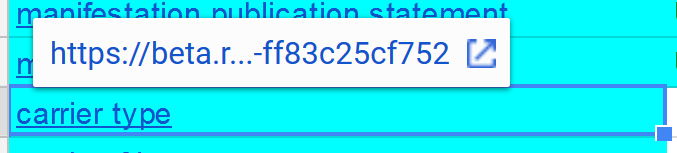 manifestation publication statement
https://beta.r...-ff83c25cf752
carrier type